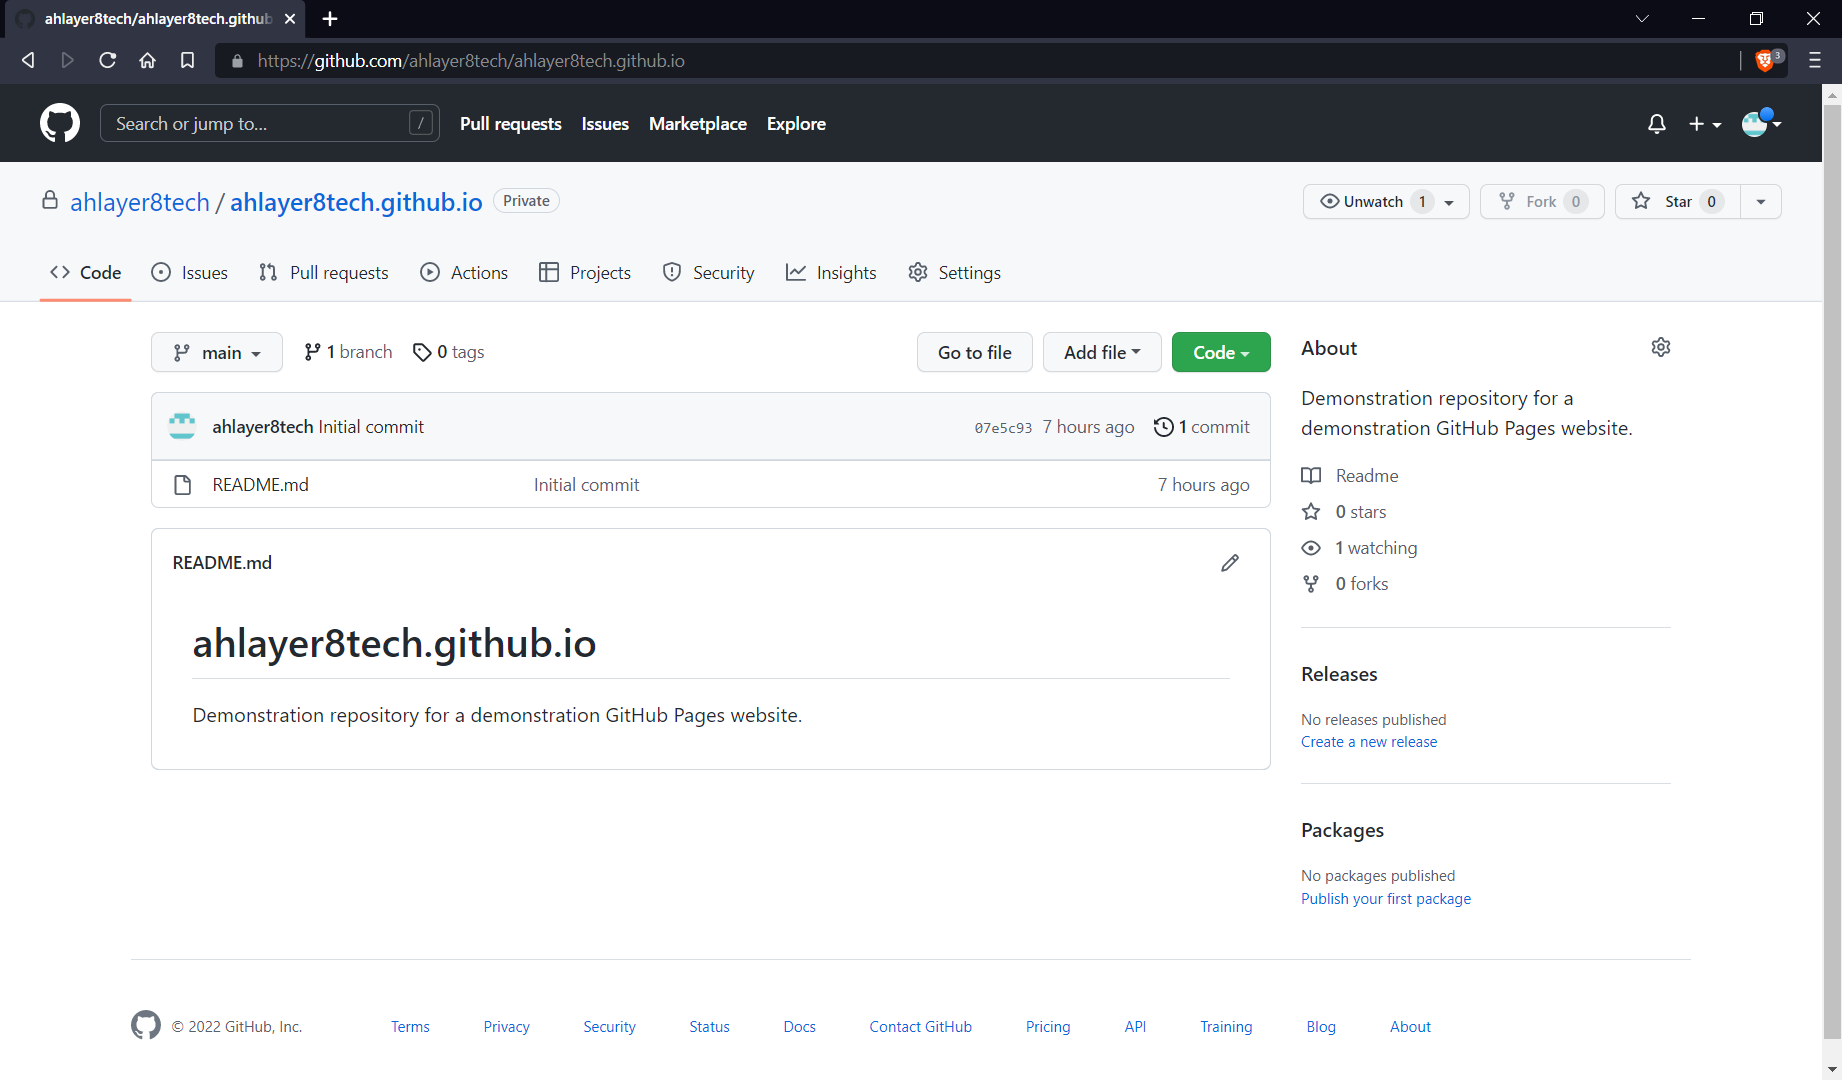 ahlayer8tech/ahlayer8tech.github
https://github.com/ahlayer8tech/ahlayer8tech.github.io
3
Search or jump to...
/
Pull requests Issues Marketplace Explore
ahlayer8tech / ahlayer8tech.github.io Private
Unwatch 1 Fork 0 Star 0
Code Issues Pull requests Actions Projects Security Insights Settings
main 1 branch 0 tags Go to file Add file Code
ahlayer8tech Initial commit 07e5c93 7 hours ago 1 commit
README.md Initial commit 7 hours ago
README.md
ahlayer8tech.github.io
Demonstration repository for a demonstration GitHub Pages website.
About
Demonstration repository for a
demonstration GitHub Pages website.
Readme
0 stars
1 watching
0 forks
Releases
No releases published
Create a new release
Packages
No packages published
Publish your first package
© 2022 GitHub, Inc. Terms Privacy Security Status Docs Contact GitHub Pricing API Training Blog About